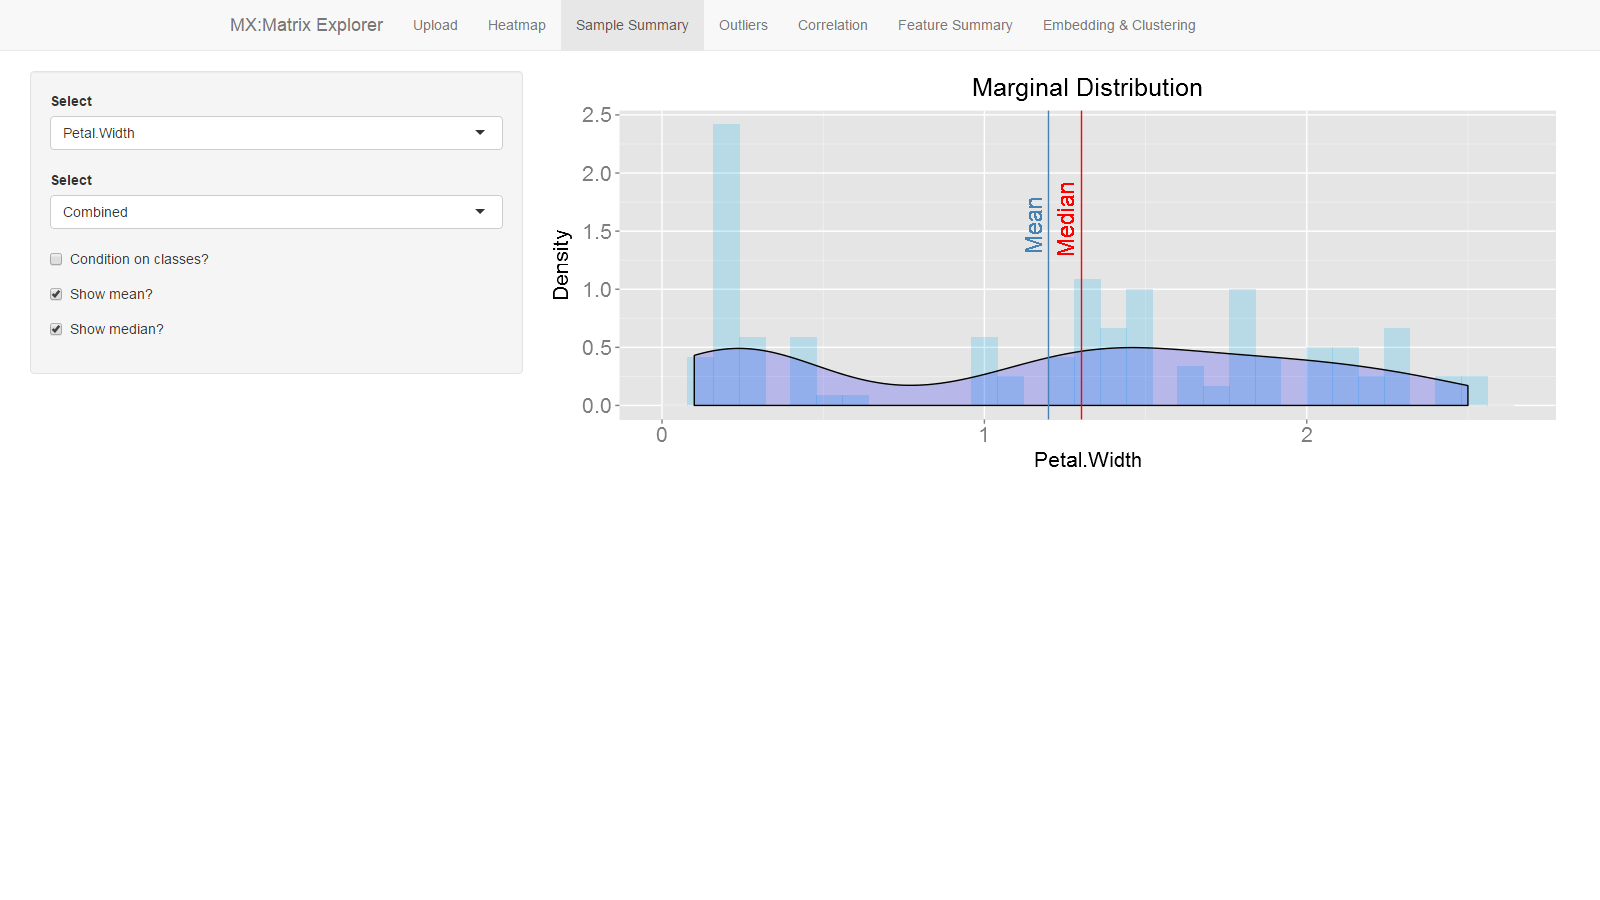 MX:Matrix Explorer Upload Heatmap Sample Summary Outliers Correlation Feature Summary Embedding & Clustering
Select
Petal.Width
Select
Combined
Condition on classes?
Show mean?
Show median?
Marginal Distribution
Density
2.5
2.0
1.5
1.0
0.5
0.0
Mean
Median
0 1 2
Petal.Width